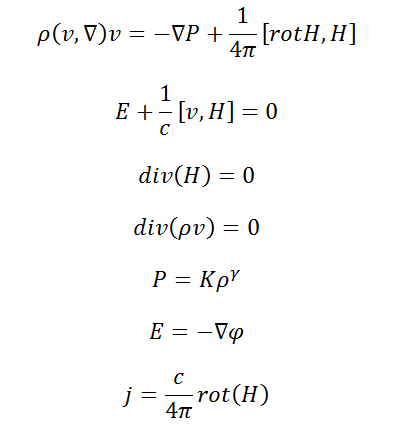 ρ(v,∇)v = −∇P + 1/4π [rotH, H]
E + 1/c [v, H] = 0
div(H) = 0
div(ρv) = 0
P = Kρ^γ
E = −∇φ
j = c/4π rot(H)